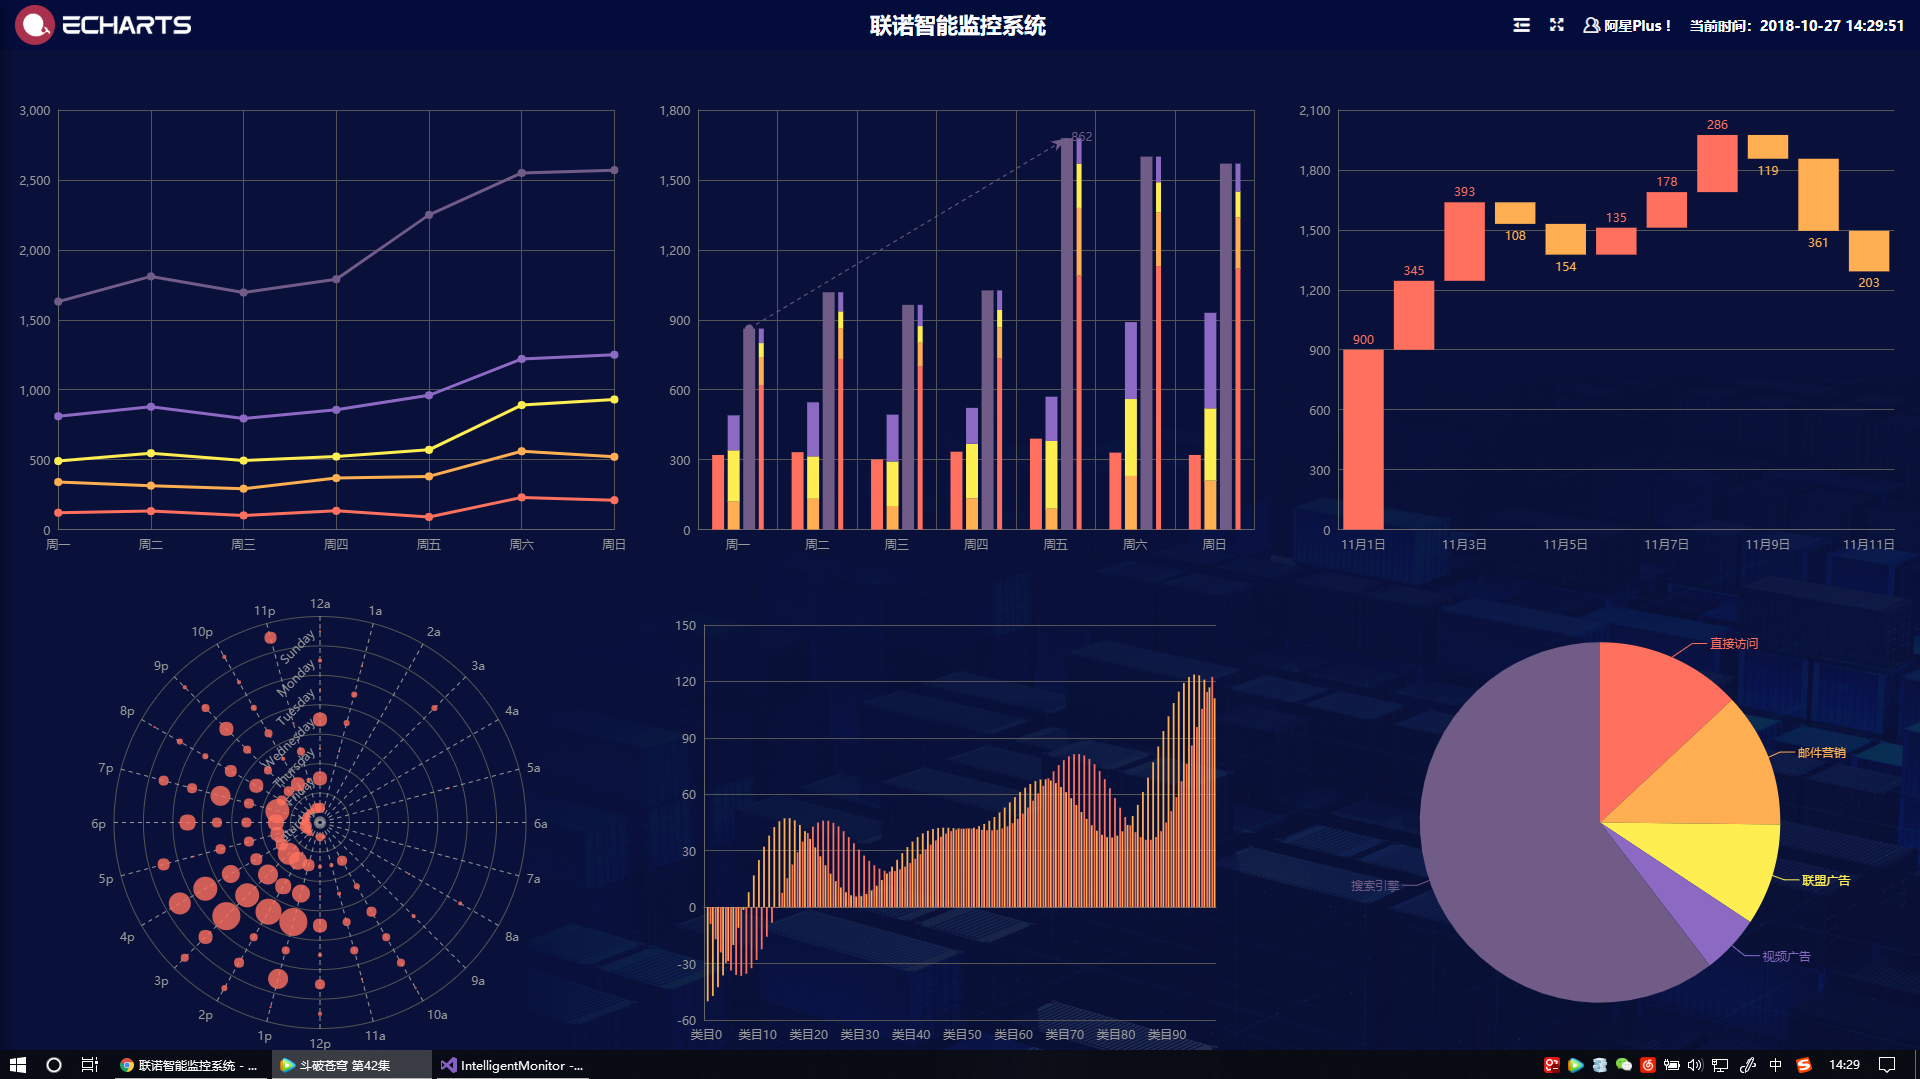 ECHARTS
联诺智能监控系统
阿星Plus !
当前时间：2018-10-27 14:29:51
3,000
2,500
2,000
1,500
1,000
500
0
周一 周二 周三 周四 周五 周六 周日
1,800
1,500
1,200
900
600
300
0
862
周一 周二 周三 周四 周五 周六 周日
2,100
1,800
1,500
1,200
900
600
300
0
900
345
393
108
154
135
178
286
119
361
203
11月1日 11月3日 11月5日 11月7日 11月9日 11月11日
12a
1a
2a
3a
4a
5a
6a
7a
8a
9a
10a
11a
12p
1p
2p
3p
4p
5p
6p
7p
8p
9p
10p
11p
Sunday
Monday
Tuesday
Wednesday
Thursday
Friday
150
120
90
60
30
0
-30
-60
类目0 类目10 类目20 类目30 类目40 类目50 类目60 类目70 类目80 类目90
直接访问
邮件营销
联盟广告
视频广告
搜索引擎
联诺智能监控系统 - ...
斗破苍穹 第42集
IntelligentMonitor -...
中
14:29